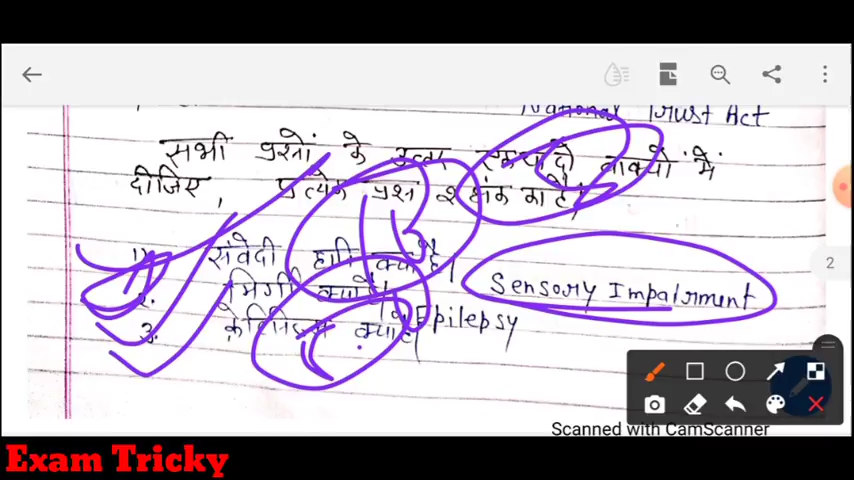 National Trust Act
सभी प्रश्नों के उत्तर एक या दो वाक्यों में
दीजिए, प्रत्येक प्रश्न २ अंक का है।
1. संवेदी हानि क्या है। Sensory Impairment
2. मिर्गी क्या है। Epilepsy
3. क्या है
2
Scanned with CamScanner
Exam Tricky